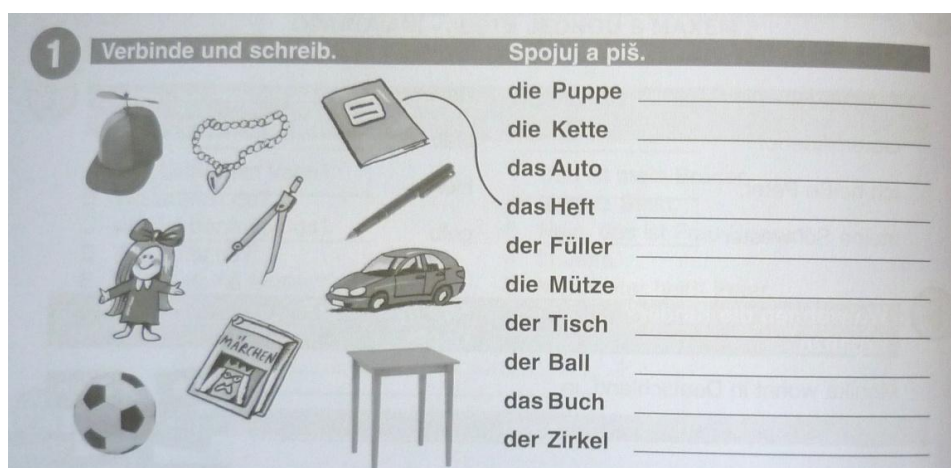 1 Verbinde und schreib. Spojuj a piš.
die Puppe
die Kette
das Auto
das Heft
der Füller
die Mütze
der Tisch
der Ball
das Buch
der Zirkel
MÄRCHEN